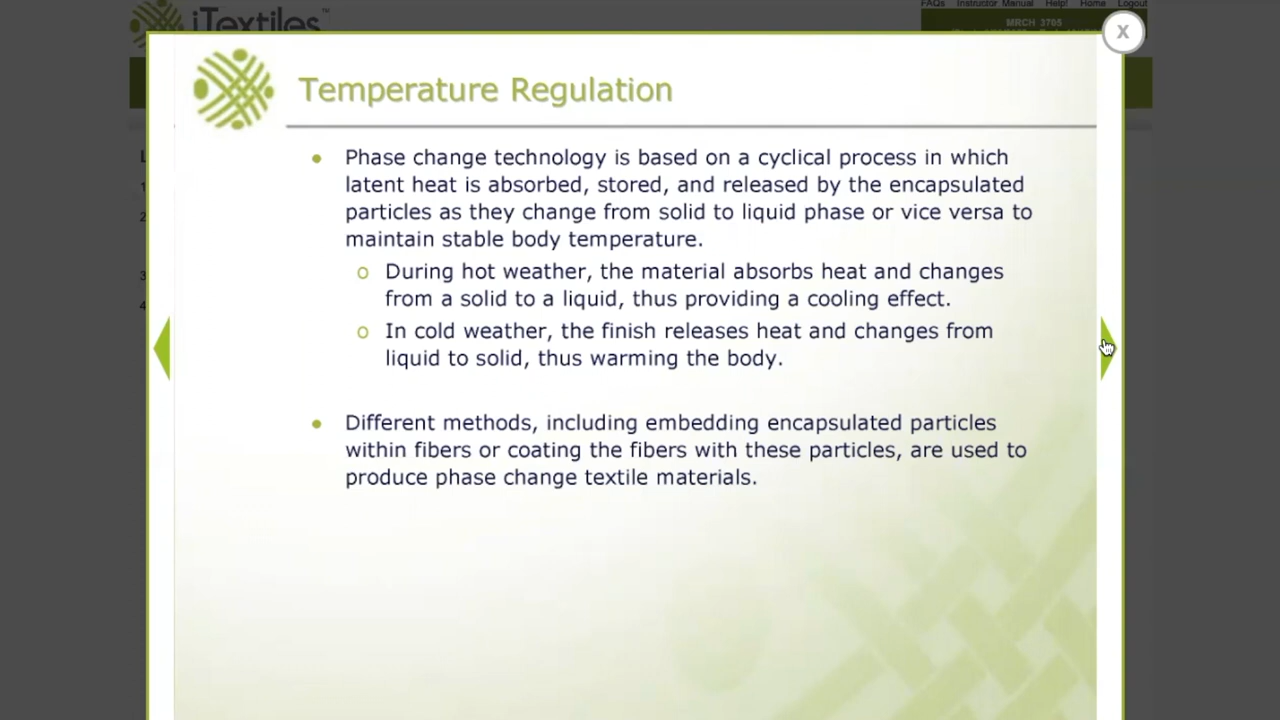 FAQs Instructor Manual Help! Home Logout
iTextiles™
MRCH 3705
X
Temperature Regulation
Phase change technology is based on a cyclical process in which
latent heat is absorbed, stored, and released by the encapsulated
particles as they change from solid to liquid phase or vice versa to
maintain stable body temperature.
o During hot weather, the material absorbs heat and changes
from a solid to a liquid, thus providing a cooling effect.
o In cold weather, the finish releases heat and changes from
liquid to solid, thus warming the body.
Different methods, including embedding encapsulated particles
within fibers or coating the fibers with these particles, are used to
produce phase change textile materials.